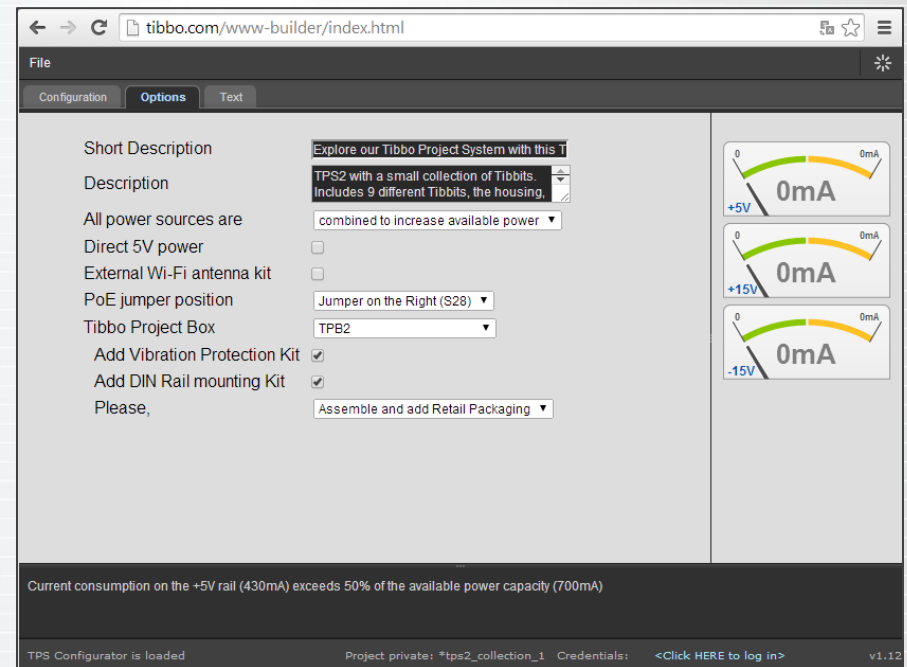 tibbo.com/www-builder/index.html
File
Configuration Options Text
Short Description Explore our Tibbo Project System with this T
Description TPS2 with a small collection of Tibbits.
Includes 9 different Tibbits, the housing,
All power sources are combined to increase available power
Direct 5V power
External Wi-Fi antenna kit
PoE jumper position Jumper on the Right (S28)
Tibbo Project Box TPB2
Add Vibration Protection Kit
Add DIN Rail mounting Kit
Please, Assemble and add Retail Packaging
0 0mA
0mA
+5V
0 0mA
0mA
+15V
0 0mA
0mA
-15V
Current consumption on the +5V rail (430mA) exceeds 50% of the available power capacity (700mA)
TPS Configurator is loaded Project private: *tps2_collection_1 Credentials: <Click HERE to log in> v1.12